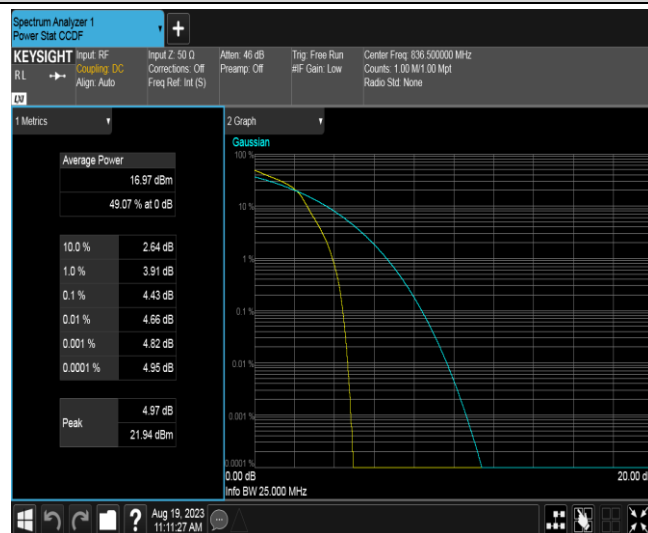 Spectrum Analyzer 1
Power Stat CCDF
+
KEYSIGHT Input: RF
RL
Coupling: DC
Align: Auto
Input Z: 50 Ω
Corrections: Off
Freq Ref: Int (S)
Atten: 46 dB
Preamp: Off
Trig: Free Run
#IF Gain: Low
Center Freq: 836.500000 MHz
Counts: 1.00 M/1.00 Mpt
Radio Std: None
LXI
1 Metrics
Average Power
16.97 dBm
49.07 % at 0 dB
10.0 % 2.64 dB
1.0 % 3.91 dB
0.1 % 4.43 dB
0.01 % 4.66 dB
0.001 % 4.82 dB
0.0001 % 4.95 dB
Peak
4.97 dB
21.94 dBm
2 Graph
Gaussian
100 %
10 %
1 %
0.1 %
0.01 %
0.001 %
0.0001 %
0.00 dB
20.00 d
Info BW 25.000 MHz
?
Aug 19, 2023
11:11:27 AM